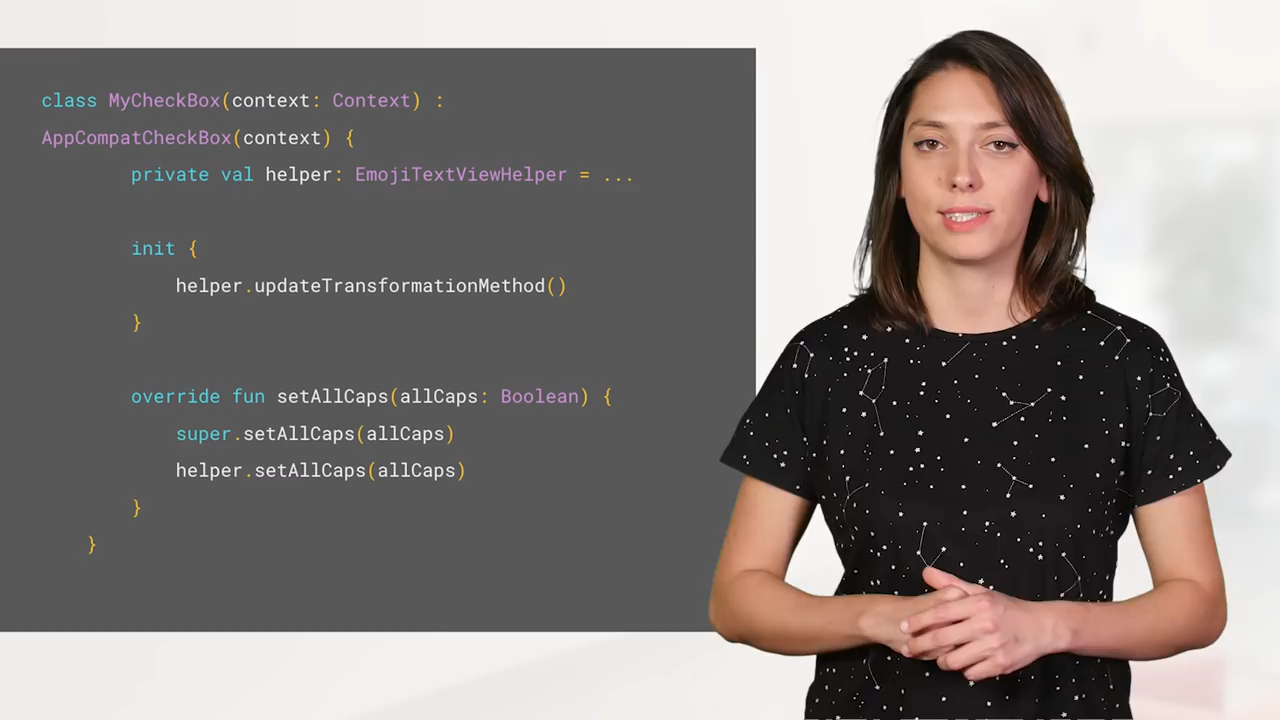 class MyCheckBox(context: Context) :
AppCompatCheckBox(context) {
private val helper: EmojiTextViewHelper = ...
init {
helper.updateTransformationMethod()
}
override fun setAllCaps(allCaps: Boolean) {
super.setAllCaps(allCaps)
helper.setAllCaps(allCaps)
}
}